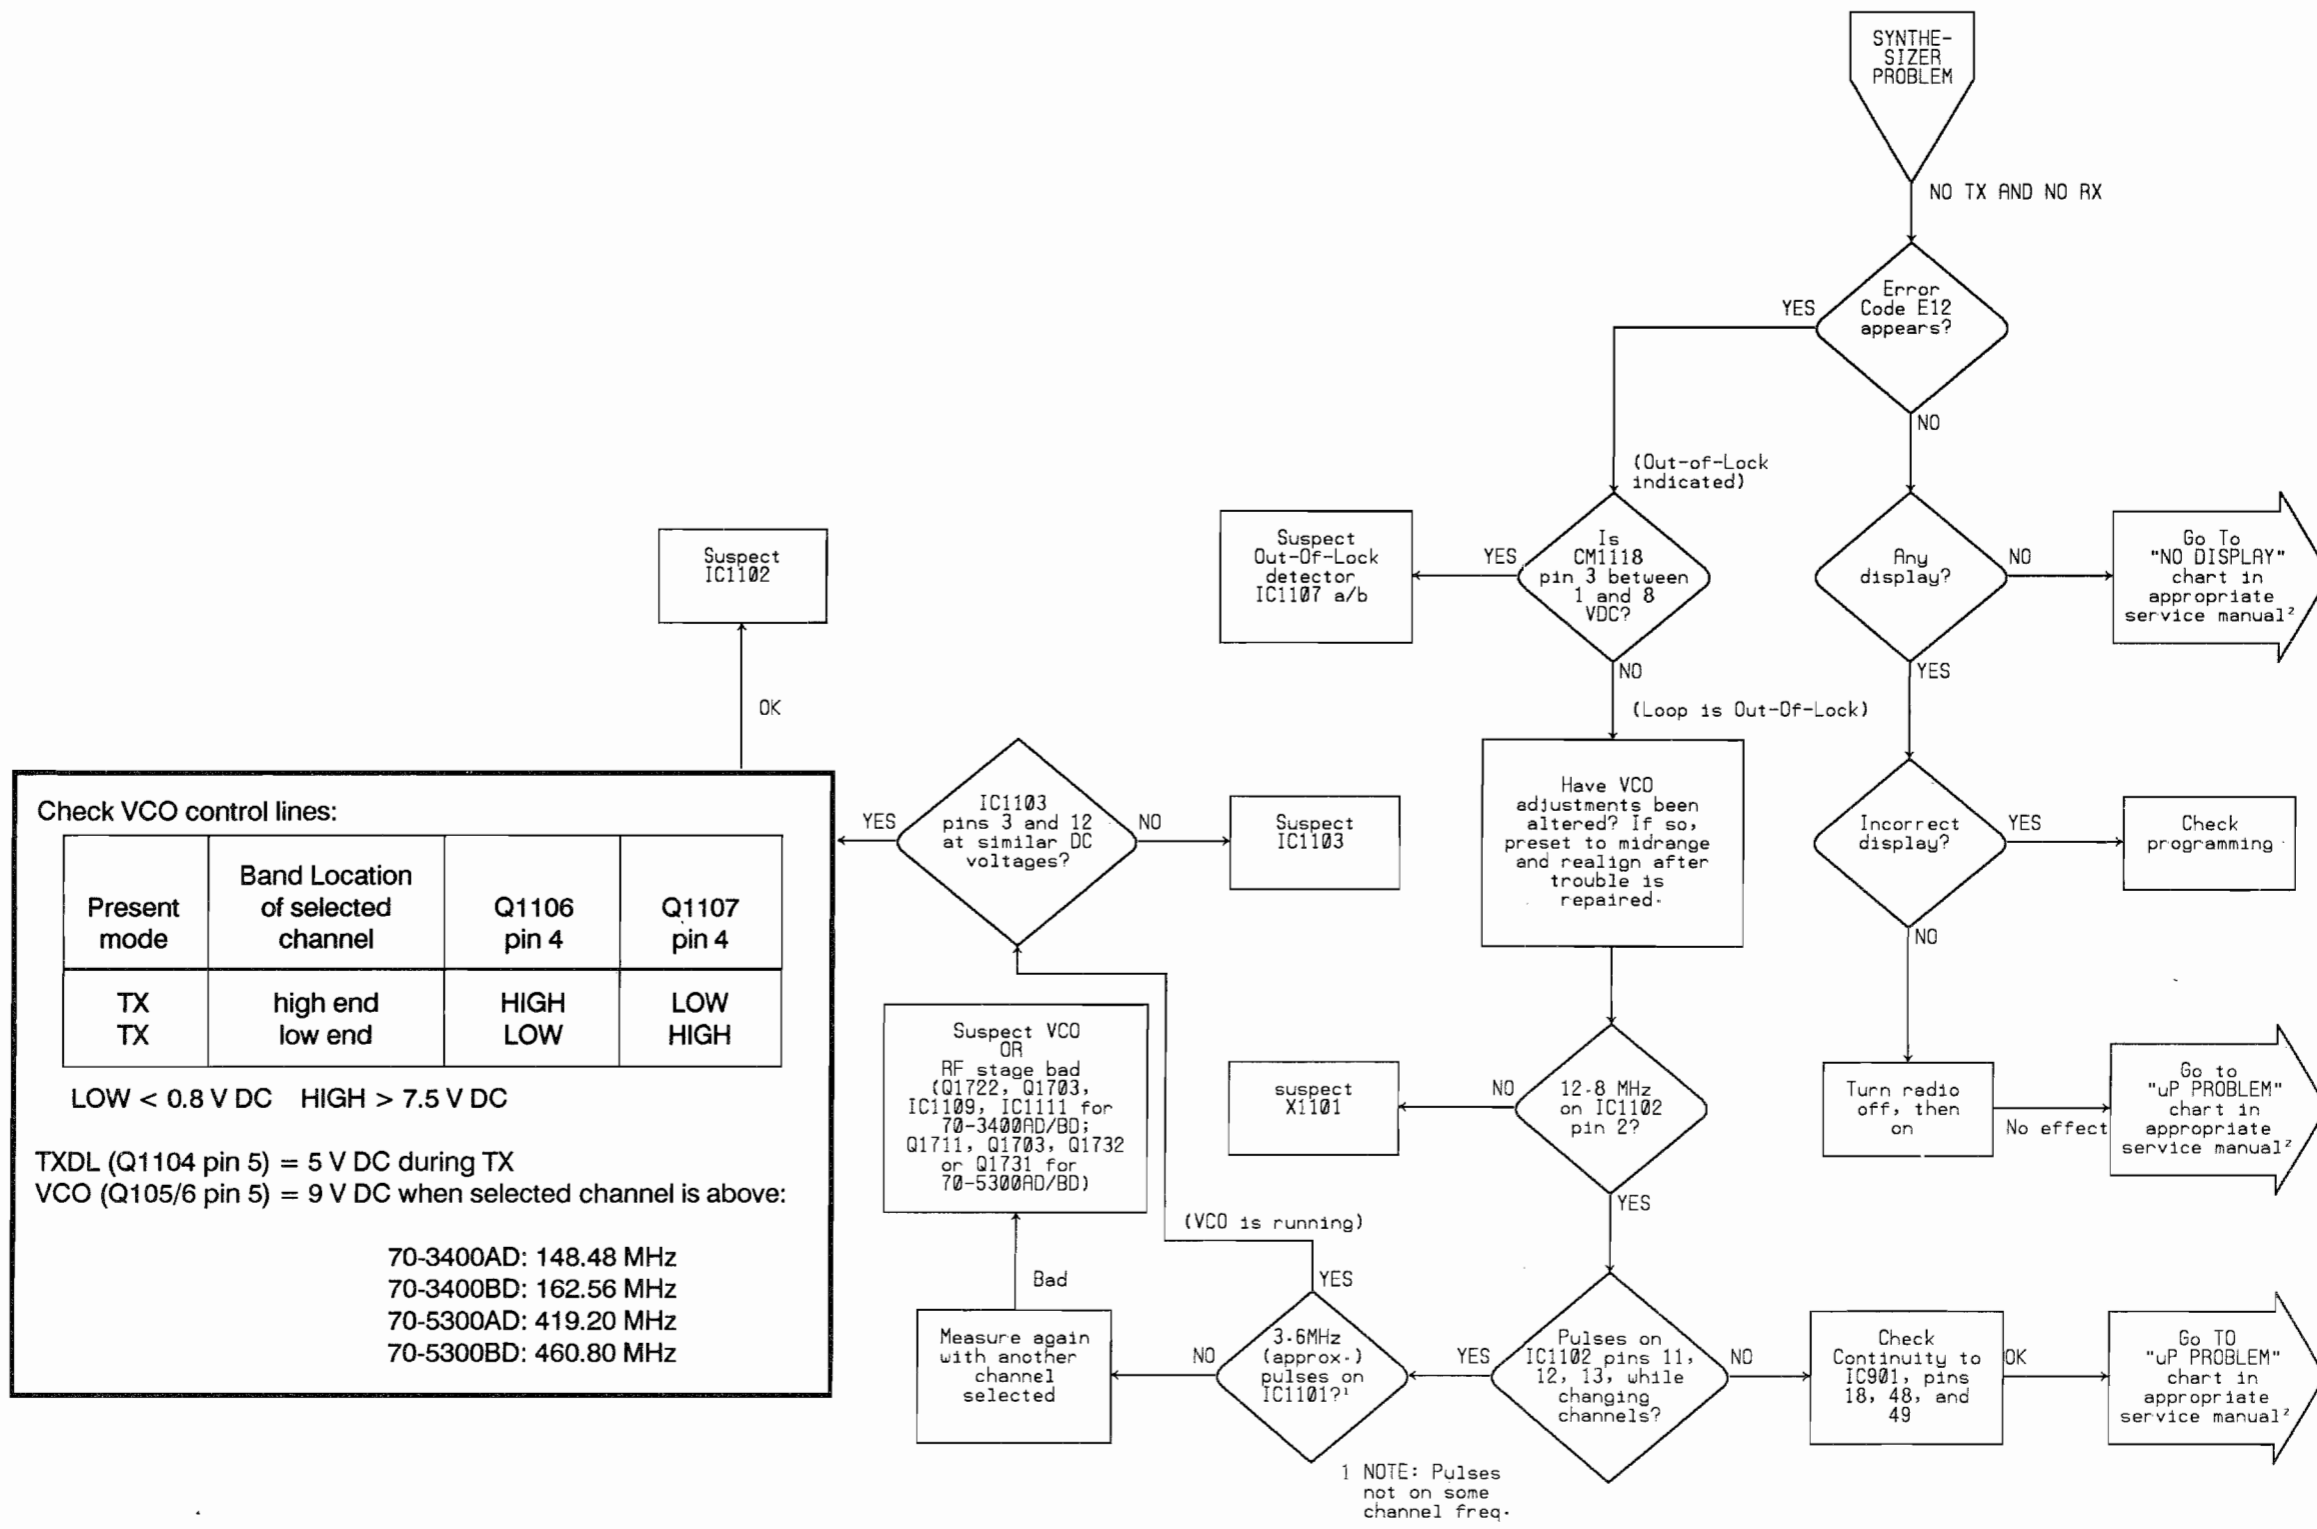 SYNTHE-
SIZER
PROBLEM
NO TX AND NO RX
Error
Code E12
appears?
YES
NO
(Out-of-Lock
indicated)
Is
CM1118
pin 3 between
1 and 8
VDC?
YES
Suspect
Out-Of-Lock
detector
IC1107 a/b
NO
(Loop is Out-Of-Lock)
Any
display?
NO
Go To
"NO DISPLAY"
chart in
appropriate
service manual²
YES
Incorrect
display?
YES
Check
programming
NO
Turn radio
off, then
on
No effect
Go to
"uP PROBLEM"
chart in
appropriate
service manual²
Have VCO
adjustments been
altered? If so,
preset to midrange
and realign after
trouble is
repaired.
12.8 MHz
on IC1102
pin 2?
NO
suspect
X1101
YES
Pulses on
IC1102 pins 11,
12, 13, while
changing
channels?
NO
Check
Continuity to
IC901, pins
18, 48, and
49
OK
Go TO
"uP PROBLEM"
chart in
appropriate
service manual²
YES
3.6MHz
(approx.)
pulses on
IC1101?¹
1 NOTE: Pulses
not on some
channel freq.
NO
Measure again
with another
channel
selected
Bad
Suspect VCO
OR
RF stage bad
(Q1722, Q1703,
IC1109, IC1111 for
70-3400AD/BD;
Q1711, Q1703, Q1732
or Q1731 for
70-5300AD/BD)
YES
(VCO is running)
IC1103
pins 3 and 12
at similar DC
voltages?
NO
Suspect
IC1103
YES
Check VCO control lines:
Present
mode
Band Location
of selected
channel
Q1106
pin 4
Q1107
pin 4
TX high end HIGH LOW
TX low end LOW HIGH
LOW < 0.8 V DC HIGH > 7.5 V DC
TXDL (Q1104 pin 5) = 5 V DC during TX
VCO (Q105/6 pin 5) = 9 V DC when selected channel is above:
70-3400AD: 148.48 MHz
70-3400BD: 162.56 MHz
70-5300AD: 419.20 MHz
70-5300BD: 460.80 MHz
OK
Suspect
IC1102